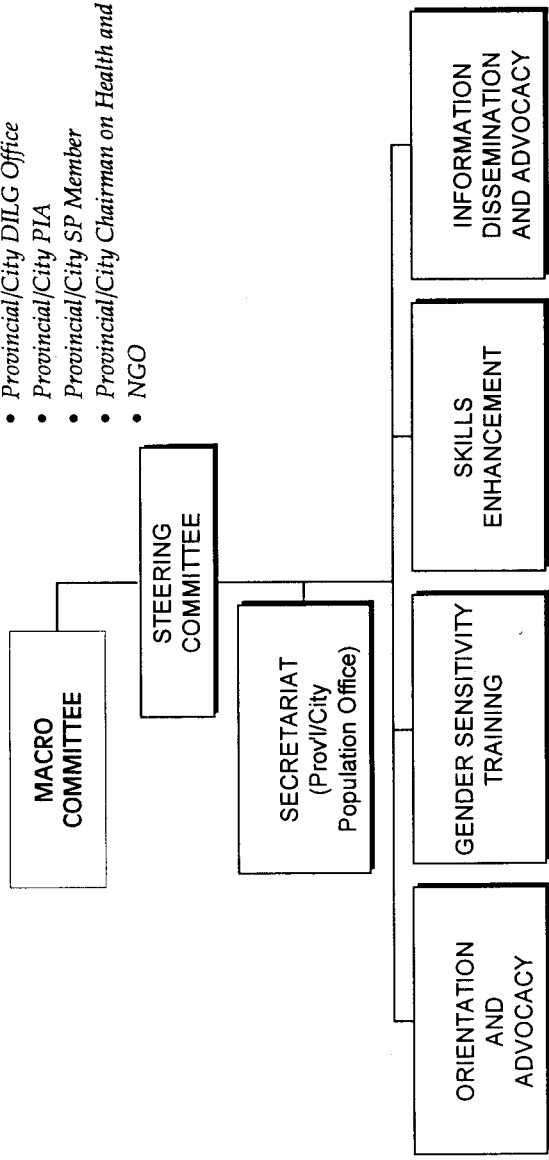 • Provincial/City DILG Office
• Provincial/City PIA
• Provincial/City SP Member
• Provincial/City Chairman on Health and
• NGO
MACRO
COMMITTEE
STEERING
COMMITTEE
SECRETARIAT
(Prov'l/City
Population Office)
ORIENTATION
AND
ADVOCACY
GENDER SENSITIVITY
TRAINING
SKILLS
ENHANCEMENT
INFORMATION
DISSEMINATION
AND ADVOCACY